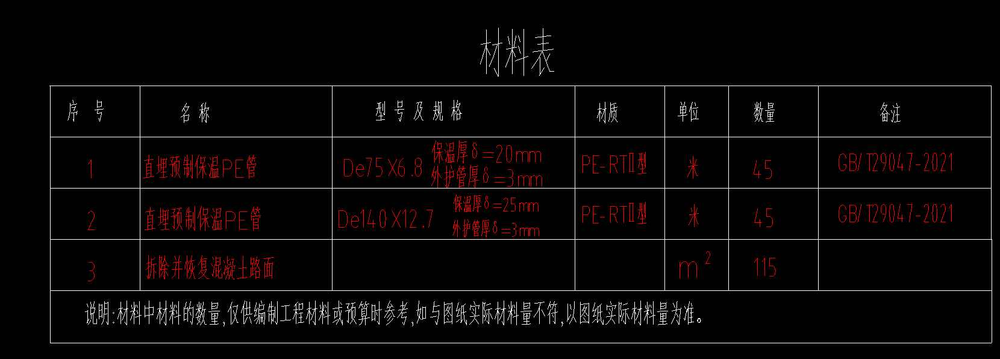 材料表
序号 名称 型号及规格 材质 单位 数量 备注
1 直埋预制保温PE管 De75X6.8 保温厚δ=20mm 外护管厚δ=3mm PE-RTⅡ型 米 45 GB/T29047-2021
2 直埋预制保温PE管 De140X12.7 保温厚δ=25mm 外护管厚δ=3mm PE-RTⅡ型 米 45 GB/T29047-2021
3 拆除并恢复混凝土路面 m² 115
说明:材料中材料的数量,仅供编制工程材料或预算时参考,如与图纸实际材料量不符,以图纸实际材料量为准。